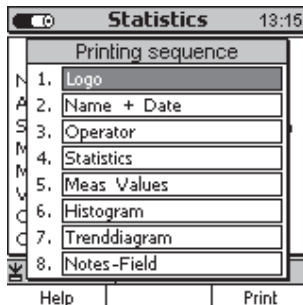 Statistics 13:15
Printing sequence
1. Logo
2. Name + Date
3. Operator
4. Statistics
5. Meas Values
6. Histogram
7. Trenddiagram
8. Notes-Field
Help Print